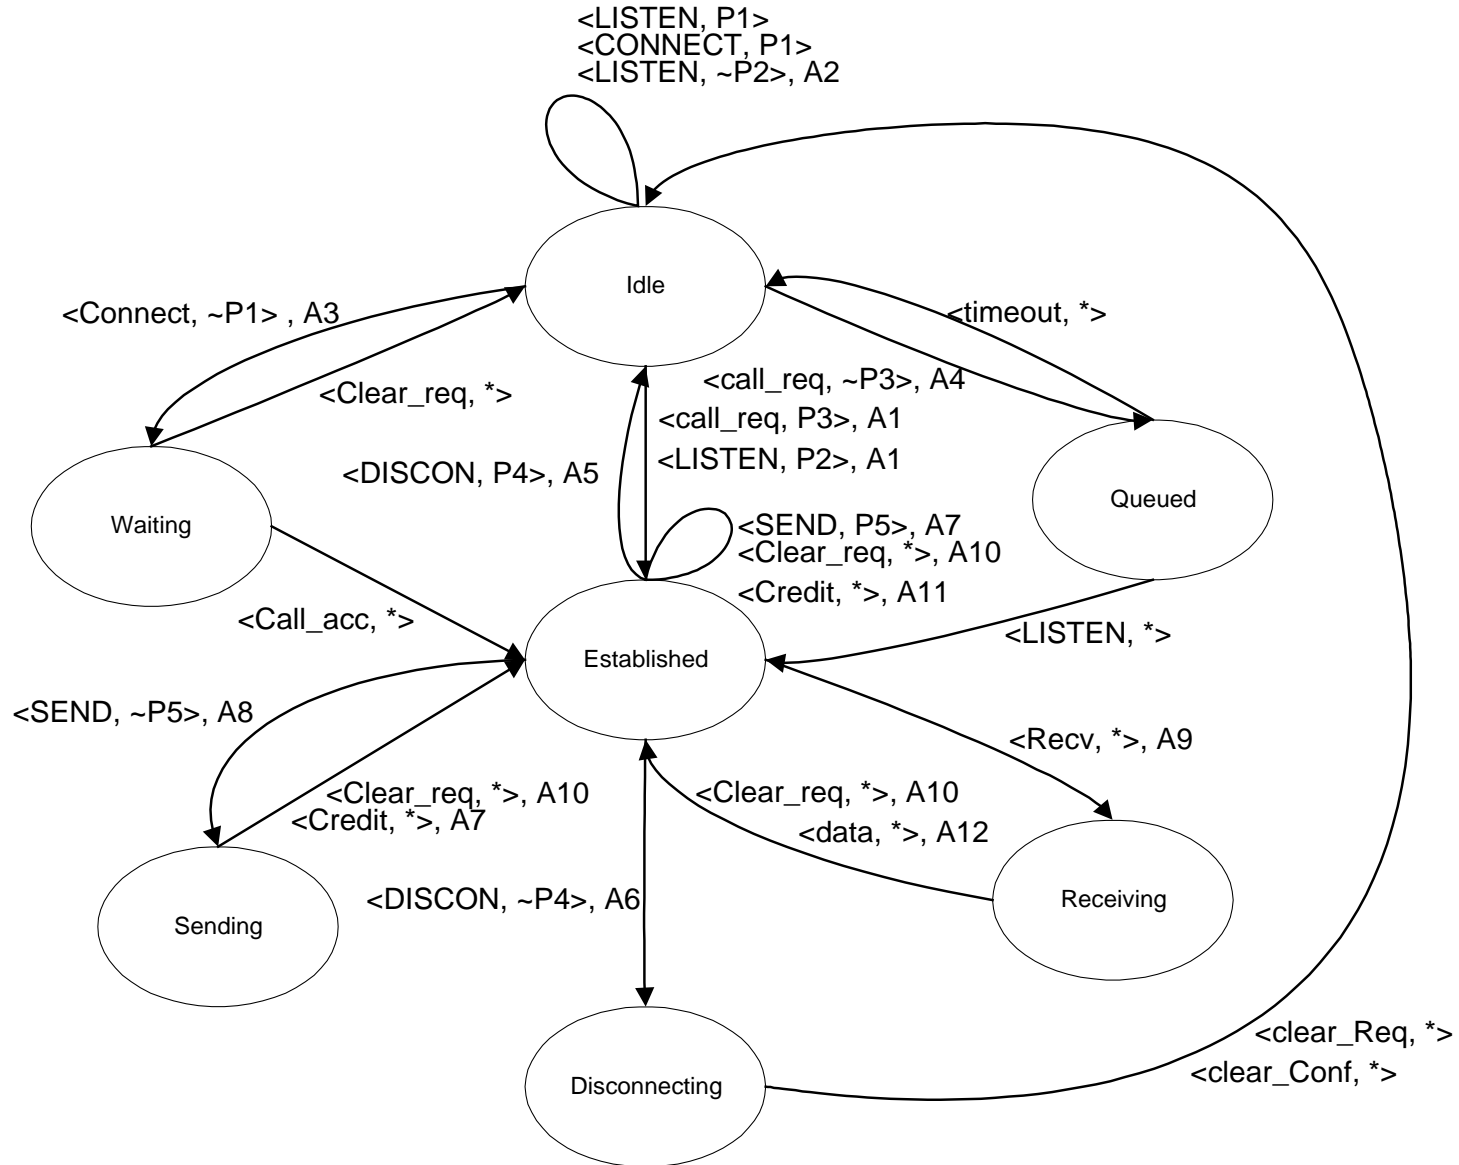 <LISTEN, P1>
<CONNECT, P1>
<LISTEN, ~P2>, A2
Idle
<Connect, ~P1> , A3
<timeout, *>
<Clear_req, *>
<call_req, ~P3>, A4
<call_req, P3>, A1
<LISTEN, P2>, A1
<DISCON, P4>, A5
Queued
Waiting
<SEND, P5>, A7
<Clear_req, *>, A10
<Credit, *>, A11
<Call_acc, *>
<LISTEN, *>
Established
<SEND, ~P5>, A8
<Recv, *>, A9
<Clear_req, *>, A10
<Credit, *>, A7
<Clear_req, *>, A10
<data, *>, A12
<DISCON, ~P4>, A6
Receiving
Sending
<clear_Req, *>
<clear_Conf, *>
Disconnecting